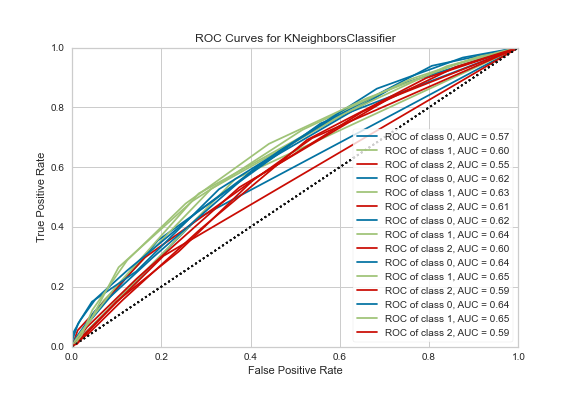 ROC Curves for KNeighborsClassifier
1.0
0.8
0.6
0.4
0.2
0.0
True Positive Rate
ROC of class 0, AUC = 0.57
ROC of class 1, AUC = 0.60
ROC of class 2, AUC = 0.55
ROC of class 0, AUC = 0.62
ROC of class 1, AUC = 0.63
ROC of class 2, AUC = 0.61
ROC of class 0, AUC = 0.62
ROC of class 1, AUC = 0.64
ROC of class 2, AUC = 0.60
ROC of class 0, AUC = 0.64
ROC of class 1, AUC = 0.65
ROC of class 2, AUC = 0.59
ROC of class 0, AUC = 0.64
ROC of class 1, AUC = 0.65
ROC of class 2, AUC = 0.59
0.0 0.2 0.4 0.6 0.8 1.0
False Positive Rate